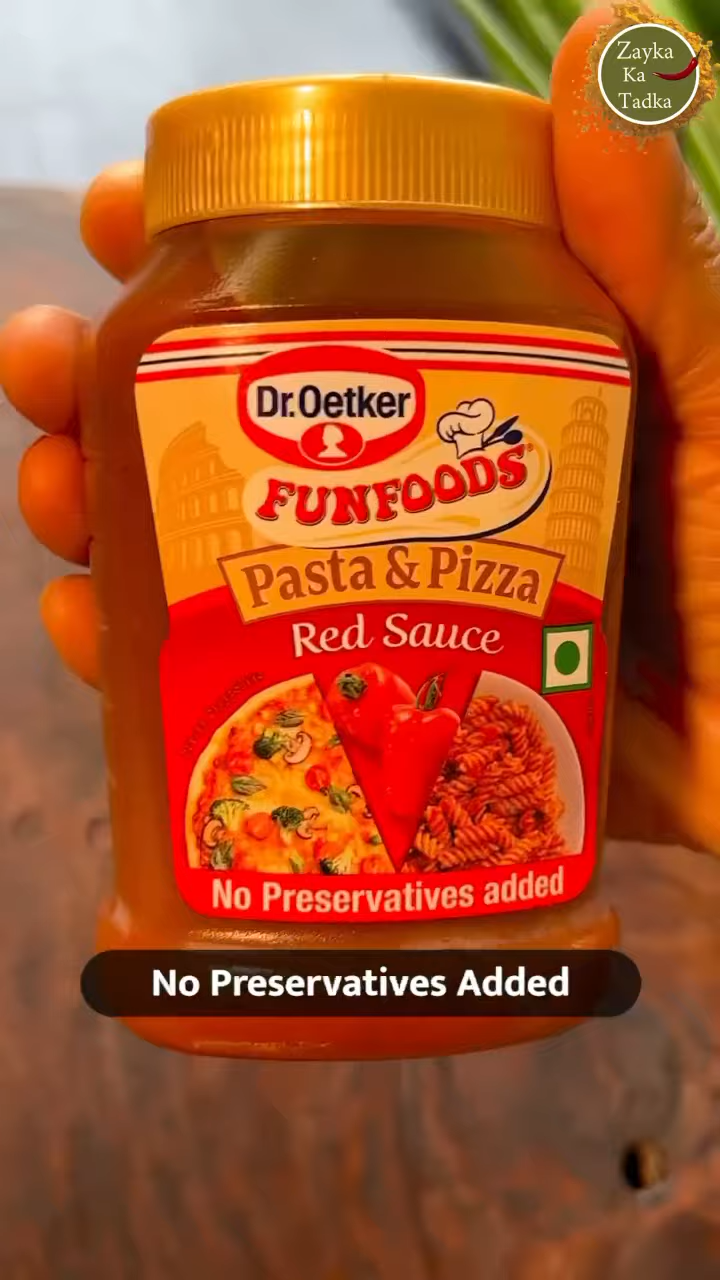 Zayka
Ka
Tadka
Dr.Oetker
FUNFOODS
Pasta & Pizza
Red Sauce
No Preservatives added
No Preservatives Added